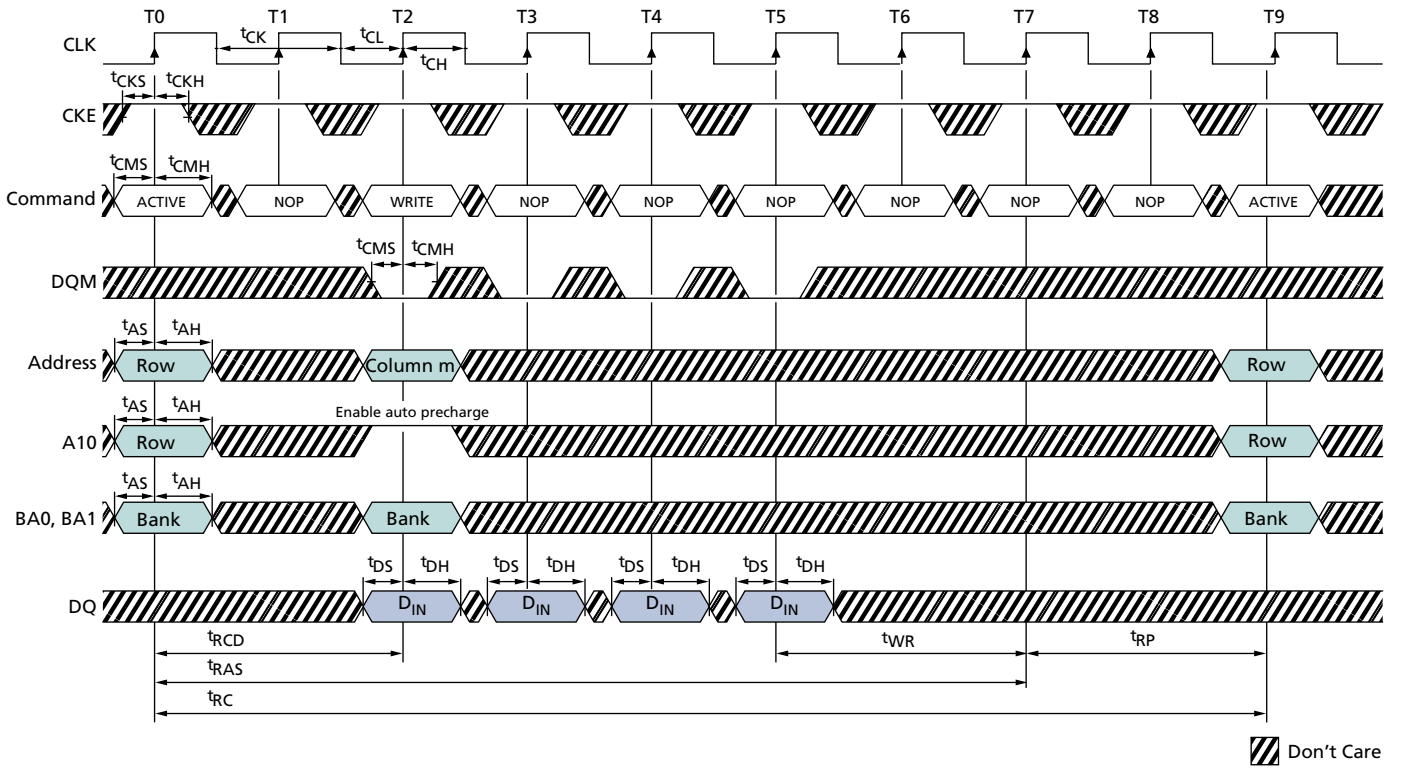 T0 T1 T2 T3 T4 T5 T6 T7 T8 T9
CLK tCK tCL tCH
tCKS tCKH
CKE
tCMS tCMH
Command ACTIVE NOP WRITE NOP NOP NOP NOP NOP NOP ACTIVE
tCMS tCMH
DQM
tAS tAH
Address Row Column m Row
tAS tAH Enable auto precharge
A10 Row Row
tAS tAH
BA0, BA1 Bank Bank Bank
tDS tDH tDS tDH tDS tDH tDS tDH
DQ DIN DIN DIN DIN
tRCD tWR tRP
tRAS
tRC
Don't Care